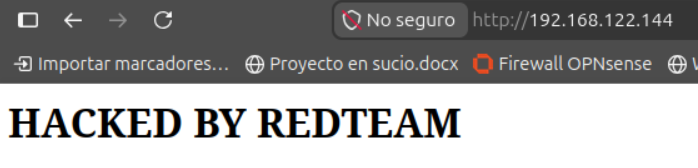 No seguro http://192.168.122.144
Importar marcadores... Proyecto en sucio.docx Firewall OPNsense
HACKED BY REDTEAM